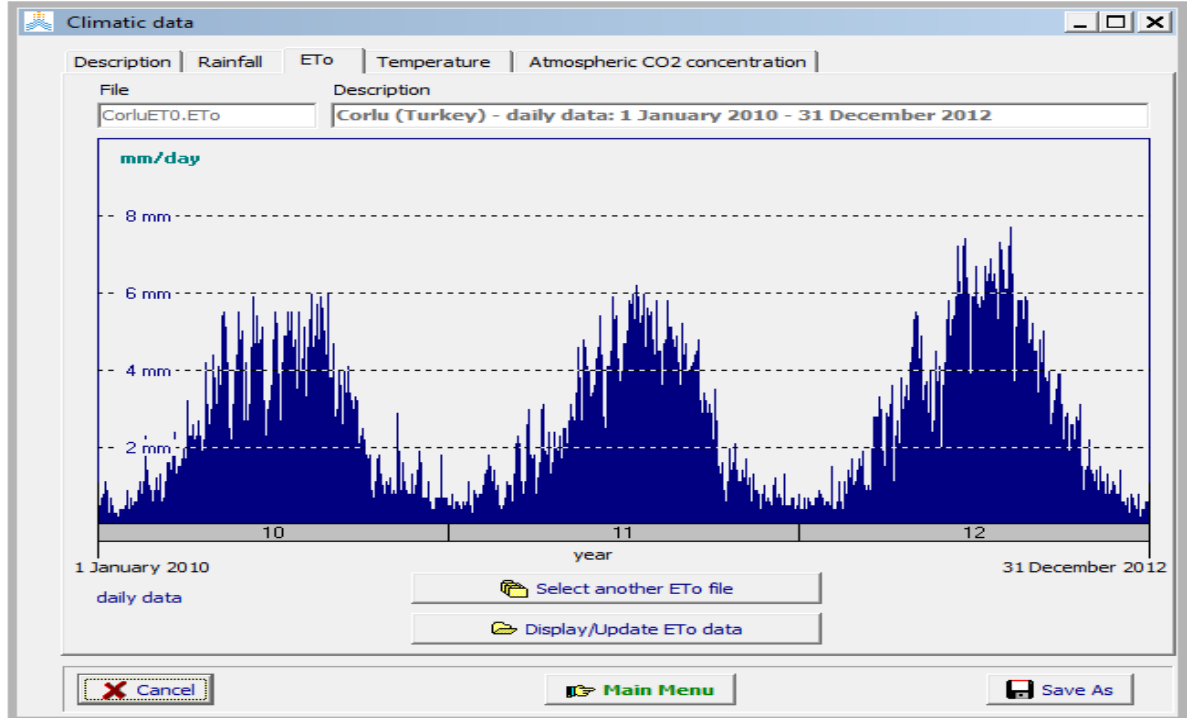 Climatic data
Description Rainfall ETo Temperature Atmospheric CO2 concentration
File Description
CorluET0.ETo Corlu (Turkey) - daily data: 1 January 2010 - 31 December 2012
mm/day
8 mm
6 mm
4 mm
2 mm
10 11 12
year
1 January 2010 31 December 2012
daily data
Select another ETo file
Display/Update ETo data
Cancel Main Menu Save As